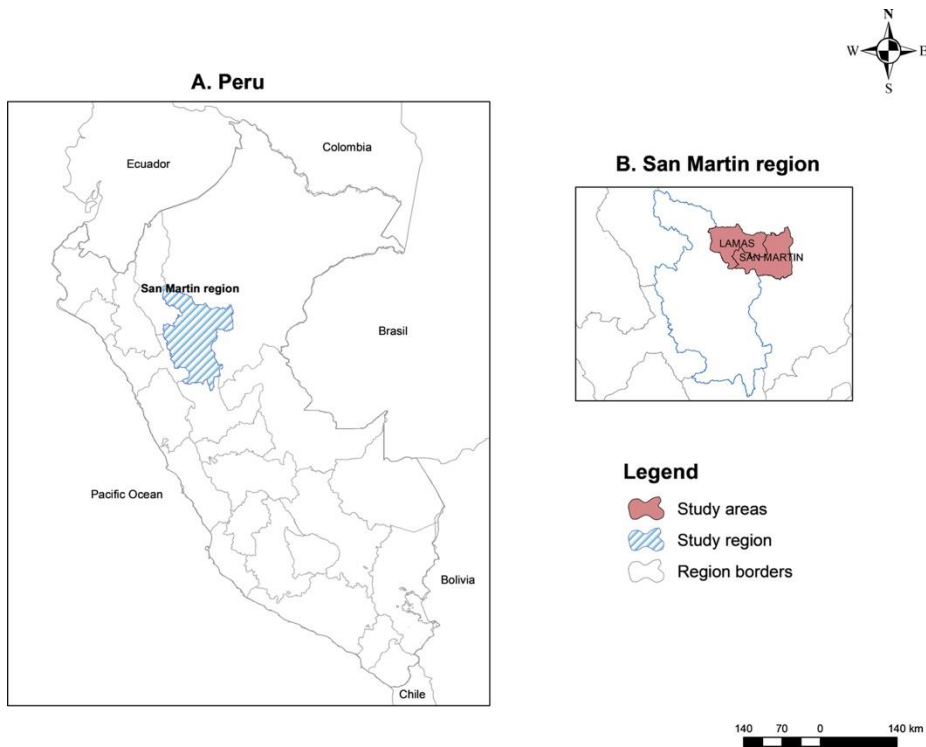 N
W E
S
A. Peru
Colombia
Ecuador
B. San Martin region
LAMAS
SAN MARTIN
San Martin region
Brasil
Legend
Study areas
Study region
Region borders
Pacific Ocean
Bolivia
Chile
140 70 0 140 km